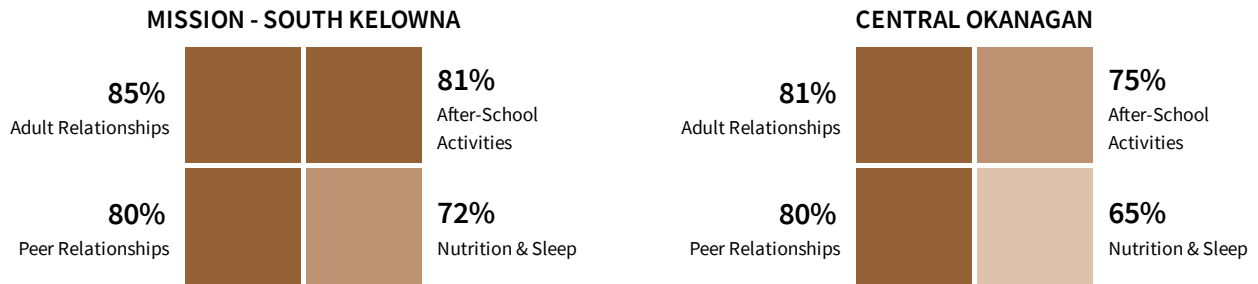 MISSION - SOUTH KELOWNA
85%
Adult Relationships
81%
After-School
Activities
80%
Peer Relationships
72%
Nutrition & Sleep
CENTRAL OKANAGAN
81%
Adult Relationships
75%
After-School
Activities
80%
Peer Relationships
65%
Nutrition & Sleep